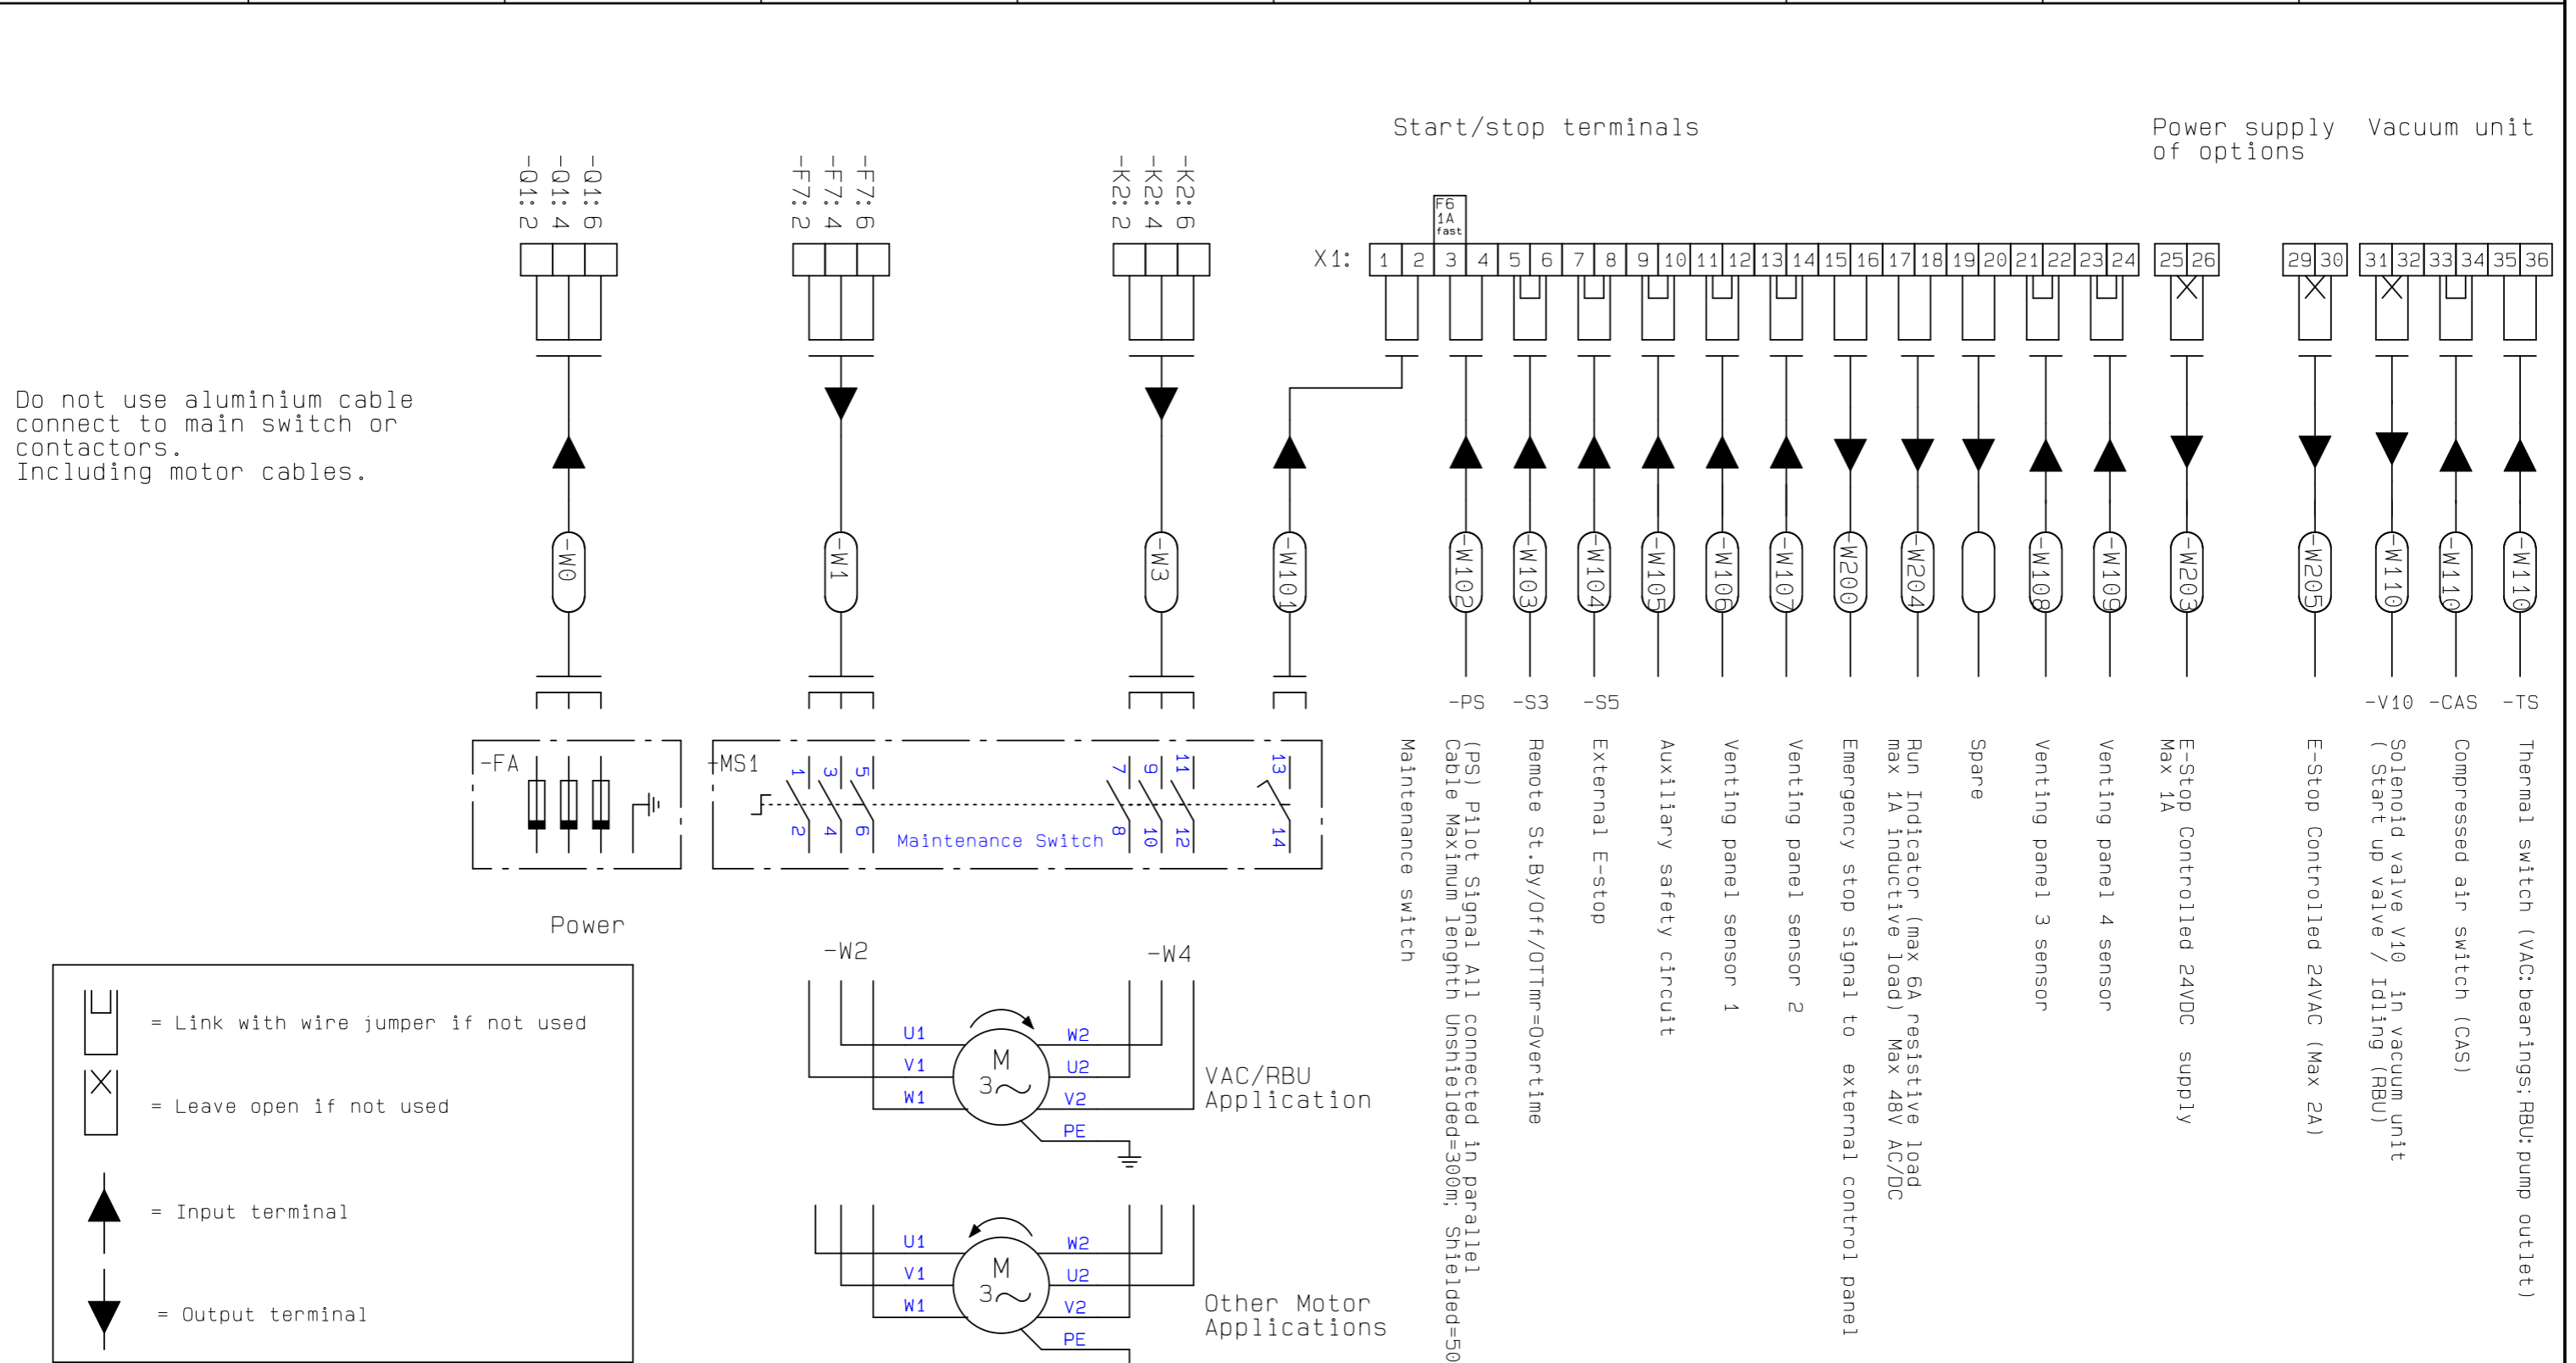 Start/stop terminals
Power supply
of options
Vacuum unit
-Q1: 2
-Q1: 4
-Q1: 6
-F7: 2
-F7: 4
-F7: 6
-K2: 2
-K2: 4
-K2: 6
F6
1A
fast
X1:
1 2 3 4 5 6 7 8 9 10 11 12 13 14 15 16 17 18 19 20 21 22 23 24
25 26
29 30
31 32 33 34 35 36
Do not use aluminium cable
connect to main switch or
contactors.
Including motor cables.
-W0
-W1
-W3
-W101
-W102
-W103
-W104
-W105
-W106
-W107
-W200
-W204
-W108
-W109
-W203
-W205
-W110
-W110
-W110
-PS
-S3
-S5
-V10
-CAS
-TS
Maintenance switch
(PS) Pilot Signal All connected in parallel
Cable Maximum lenghth Unshielded=300m; Shielded=50
Remote St.By/Off/OTTmr=Overtime
External E-stop
Auxiliary safety circuit
Venting panel sensor 1
Venting panel sensor 2
Emergency stop signal to external control panel
Run Indicator (max 6A resistive load
max 1A inductive load) Max 48V AC/DC
Spare
Venting panel 3 sensor
Venting panel 4 sensor
E-Stop Controlled 24VDC supply
Max 1A
E-Stop Controlled 24VAC (Max 2A)
Solenoid valve V10 in vacuum unit
( Start up valve / Idling (RBU)
Compressed air switch (CAS)
Thermal switch (VAC:bearings; RBU: pump outlet)
-FA
-MS1
1
3
5
7
9
11
13
2
4
6
8
10
12
14
Maintenance Switch
Power
= Link with wire jumper if not used
= Leave open if not used
= Input terminal
= Output terminal
-W2
-W4
U1
V1
W1
M
3~
W2
U2
V2
PE
VAC/RBU
Application
U1
V1
W1
M
3~
W2
U2
V2
PE
Other Motor
Applications